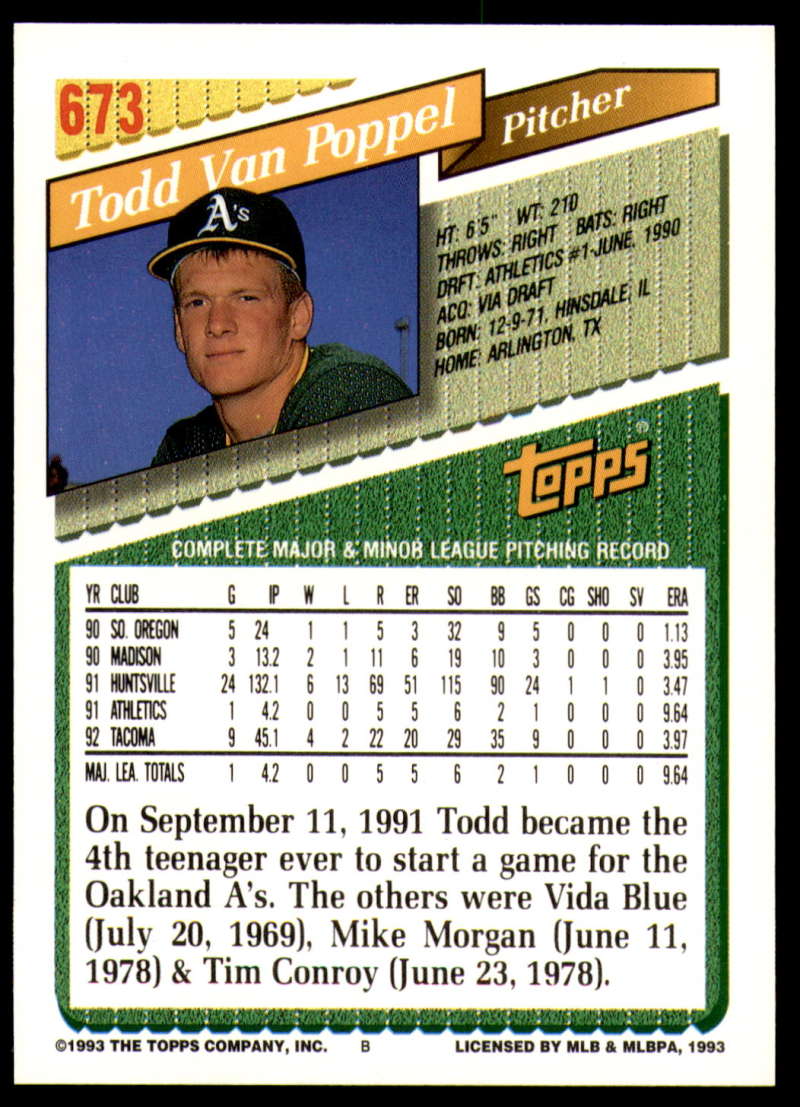 673
Todd Van Poppel
Pitcher
A's
HT: 6'5" WT: 210
THROWS: RIGHT BATS: RIGHT
DRFT: ATHLETICS #1-JUNE, 1990
ACQ: VIA DRAFT
BORN: 12-9-71, HINSDALE, IL
HOME: ARLINGTON, TX
Topps®
COMPLETE MAJOR & MINOR LEAGUE PITCHING RECORD
YR CLUB G IP W L R ER SO BB GS CG SHO SV ERA
90 SO. OREGON 5 24 1 1 5 3 32 9 5 0 0 0 1.13
90 MADISON 3 13.2 2 1 11 6 19 10 3 0 0 0 3.95
91 HUNTSVILLE 24 132.1 6 13 69 51 115 90 24 1 1 0 3.47
91 ATHLETICS 1 4.2 0 0 5 5 6 2 1 0 0 0 9.64
92 TACOMA 9 45.1 4 2 22 20 29 35 9 0 0 0 3.97
MAJ. LEA. TOTALS 1 4.2 0 0 5 5 6 2 1 0 0 0 9.64
On September 11, 1991 Todd became the
4th teenager ever to start a game for the
Oakland A's. The others were Vida Blue
(July 20, 1969), Mike Morgan (June 11,
1978) & Tim Conroy (June 23, 1978).
©1993 THE TOPPS COMPANY, INC. B LICENSED BY MLB & MLBPA, 1993